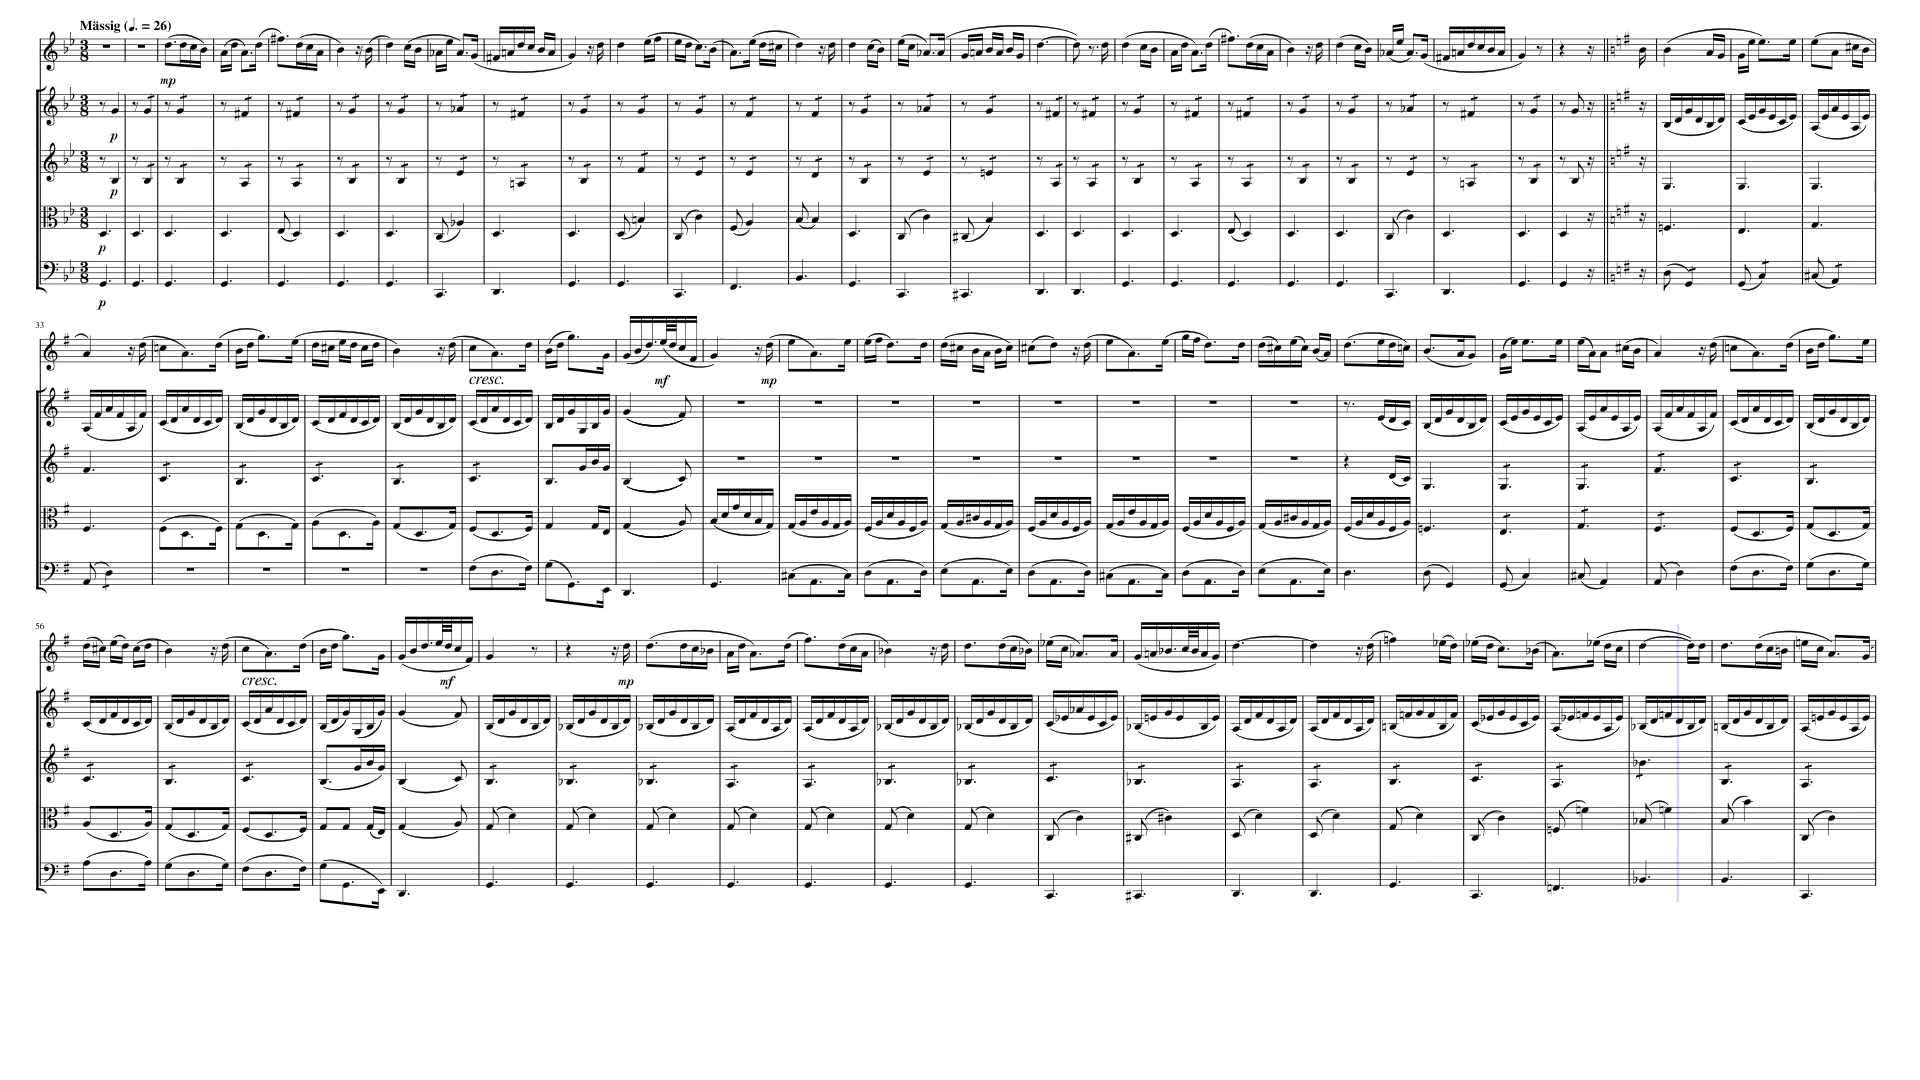 Mässig (♩. = 26)
mp
p
p
p
p
33
cresc.
mf
mp
56
cresc.
mf
mp